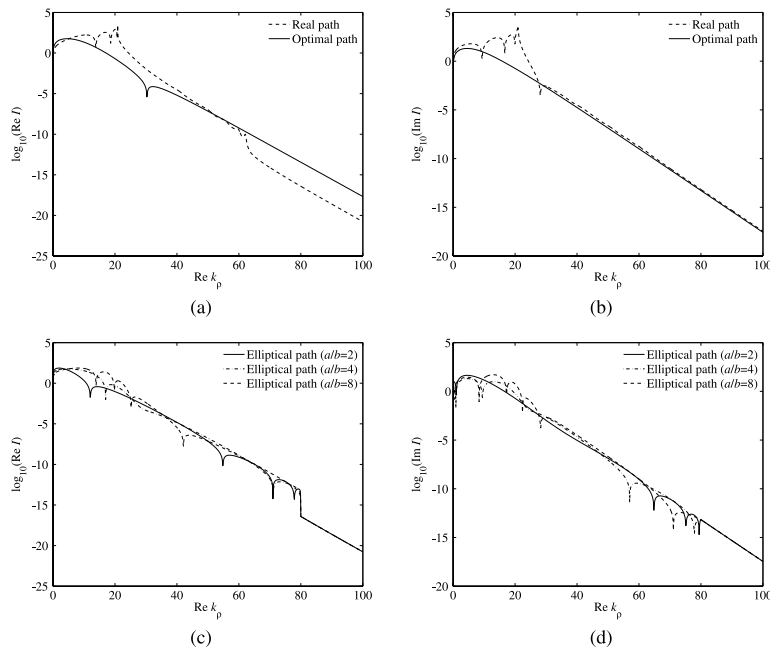 5
0
-5
-10
-15
-20
-25
0 20 40 60 80 100
log10(Re I)
Re kρ
Real path
Optimal path
(a)
5
0
-5
-10
-15
-20
0 20 40 60 80 100
log10(Im I)
Re kρ
Real path
Optimal path
(b)
5
0
-5
-10
-15
-20
-25
0 20 40 60 80 100
log10(Re I)
Re kρ
Elliptical path (a/b=2)
Elliptical path (a/b=4)
Elliptical path (a/b=8)
(c)
5
0
-5
-10
-15
-20
0 20 40 60 80 100
log10(Im I)
Re kρ
Elliptical path (a/b=2)
Elliptical path (a/b=4)
Elliptical path (a/b=8)
(d)